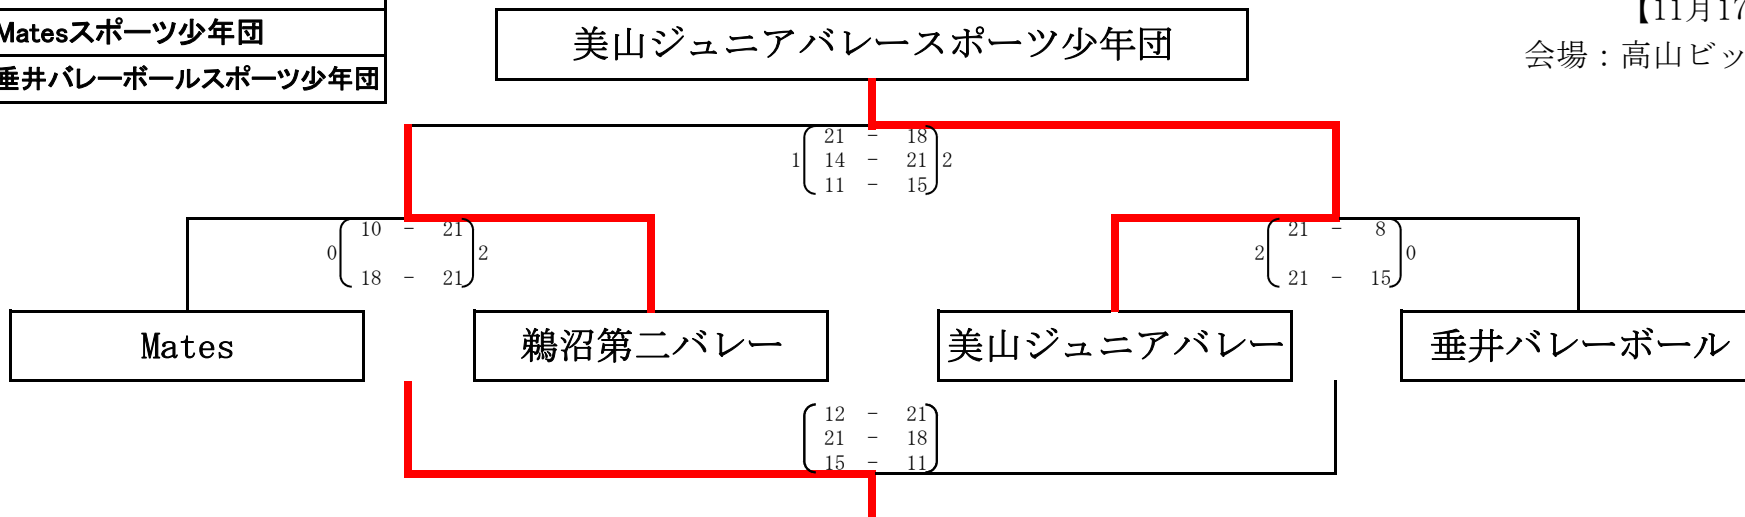 Matesスポーツ少年団
垂井バレーボールスポーツ少年団
美山ジュニアバレースポーツ少年団
【11月17
会場：高山ビッ
21 - 18
1 14 - 21 2
11 - 15
10 - 21
0 2
18 - 21
21 - 8
2 0
21 - 15
Mates
鵜沼第二バレー
美山ジュニアバレー
垂井バレーボール
12 - 21
21 - 18
15 - 11